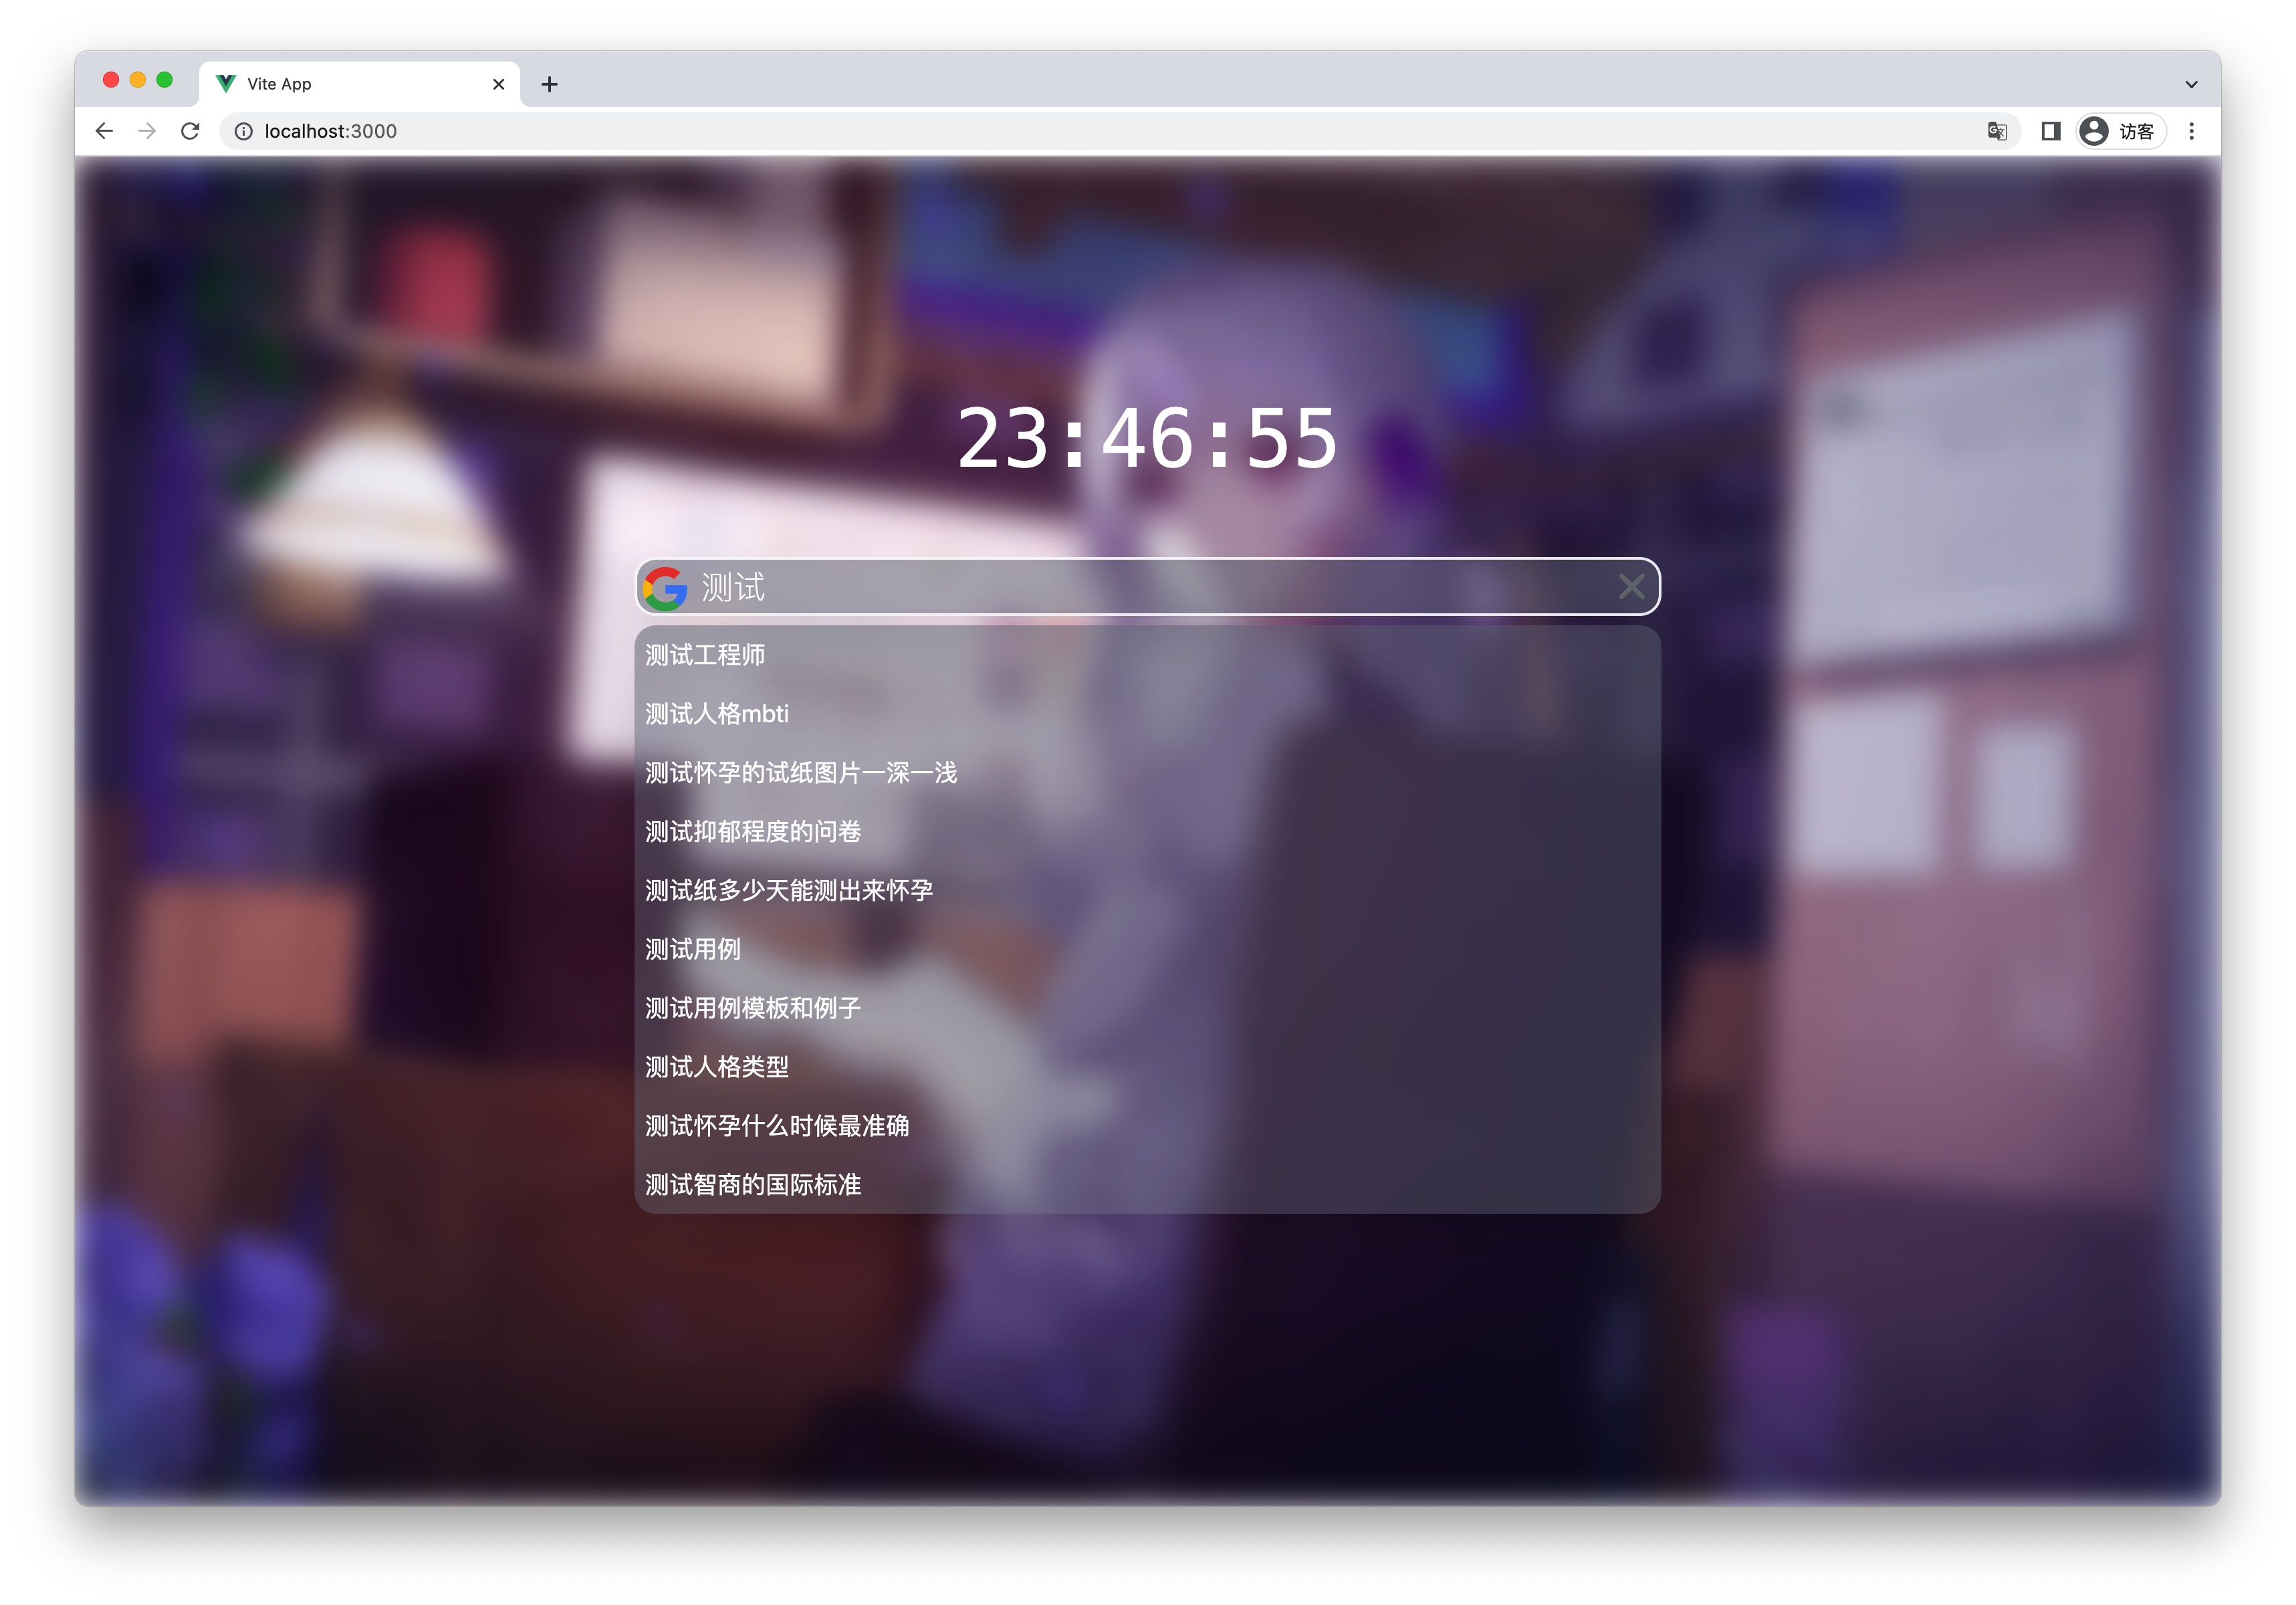 Vite App
localhost:3000
访客
23:46:55
测试
测试工程师
测试人格mbti
测试怀孕的试纸图片一深一浅
测试抑郁程度的问卷
测试纸多少天能测出来怀孕
测试用例
测试用例模板和例子
测试人格类型
测试怀孕什么时候最准确
测试智商的国际标准